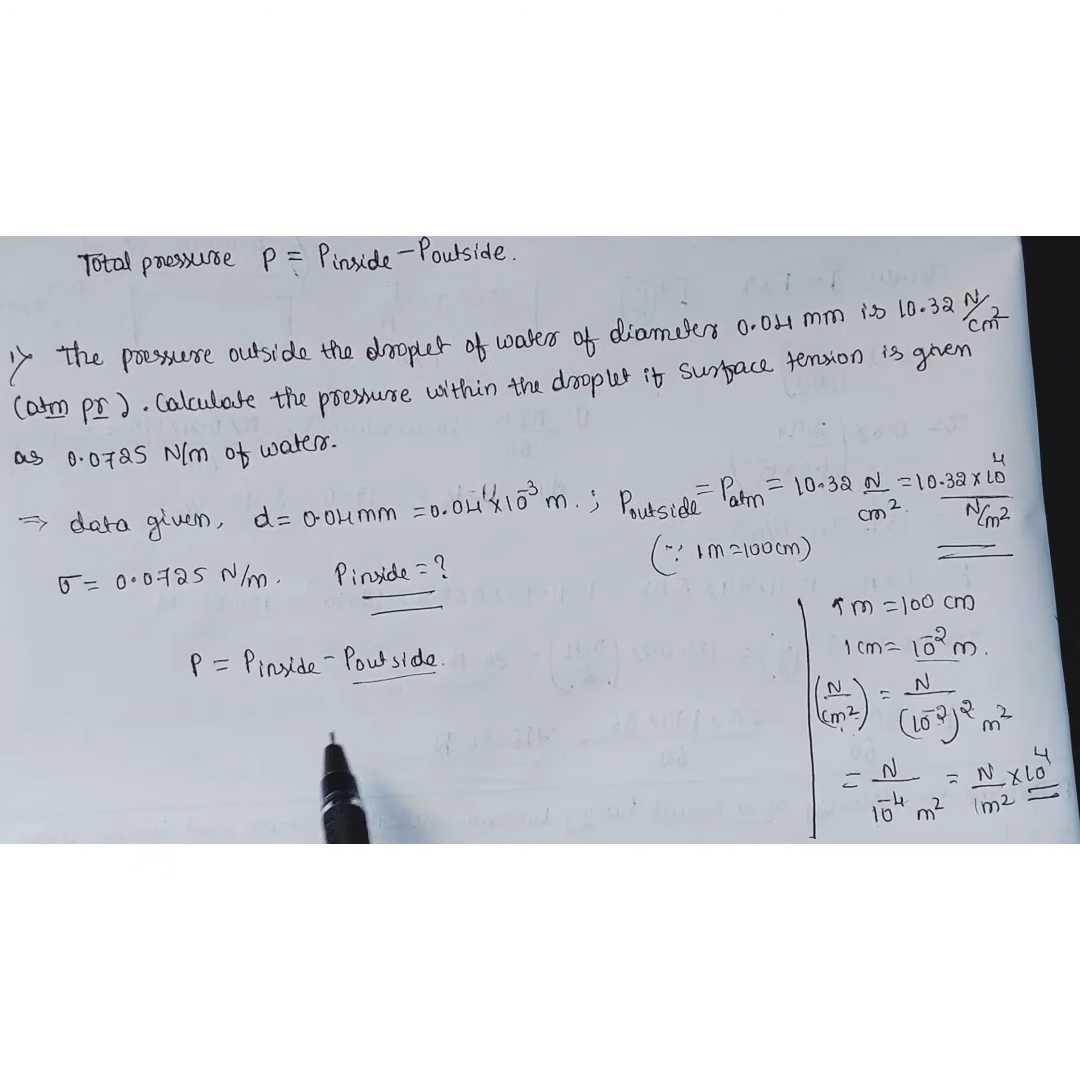 Total pressure P = Pinside - Poutside.
1) The pressure outside the droplet of water of diameter 0.04 mm is 10.32 N/cm²
(atm pr). Calculate the pressure within the droplet if surface tension is given
as 0.0725 N/m of water.
⇒ data given, d = 0.04 mm = 0.04 × 10⁻³ m. ; Poutside = Patm = 10.32 N/cm². = 10.32 × 10⁴ N/m²
(∵ 1m = 100cm)
σ = 0.0725 N/m. Pinside = ?
P = Pinside - Poutside.
1m = 100 cm
1cm = 10⁻² m.
(N/cm²) = N/(10⁻²)² m²
= N/10⁻⁴ m² = N/1m² × 10⁴